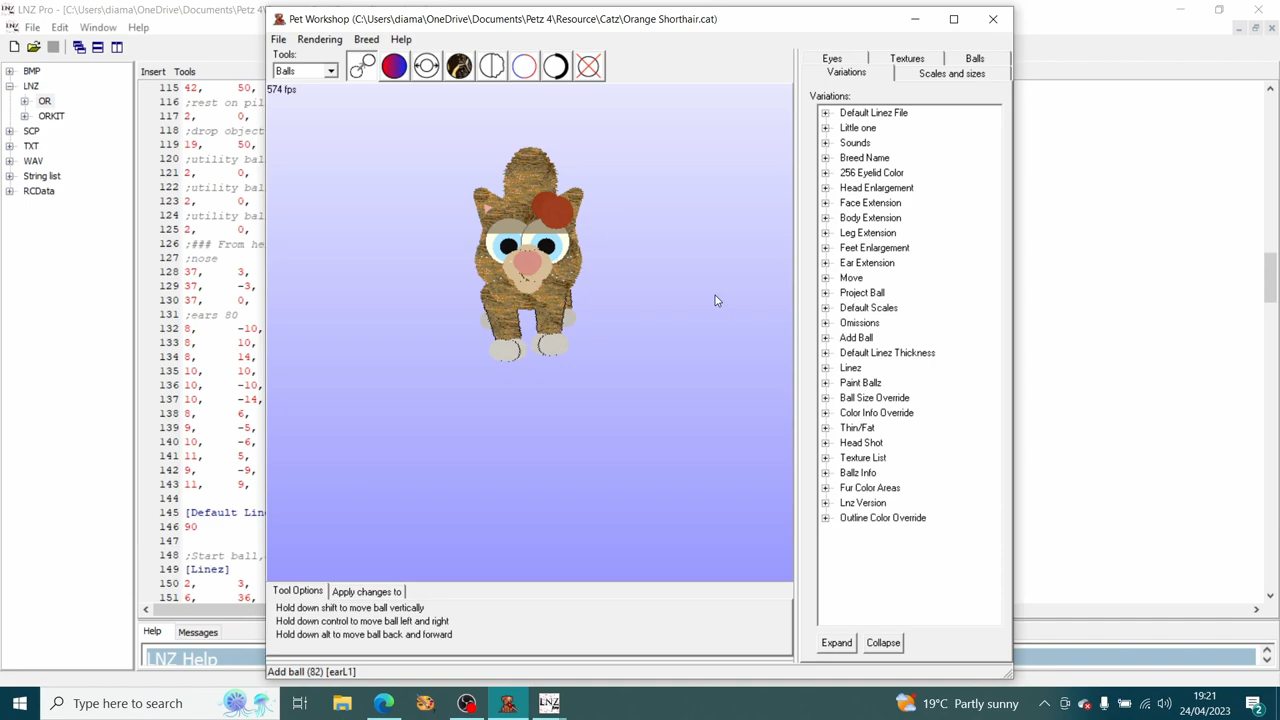 LNZ Pro - [C:\Users\diama\OneDrive\Documents\Petz 4\
File Edit Window Help
BMP
LNZ
OR
ORKIT
SCP
TXT
WAV
String list
RCData
Insert Tools
115 42, 50,
116 ;rest on pil
117 2, 0,
118 ;drop object
119 19, 50,
120 ;utility bal
121 2, 0,
122 ;utility bal
123 2, 0,
124 ;utility bal
125 2, 0,
126 ;### From he
127 ;nose
128 37, 3,
129 37, -3,
130 37, 0,
131 ;ears 80
132 8, -10,
133 8, 10,
134 8, 14,
135 10, 10,
136 10, -10,
137 10, -14,
138 8, 6,
139 9, -5,
140 10, -6,
141 11, 5,
142 9, -9,
143 11, 9,
144
145 [Default Lin
146 90
147
148 ;Start ball,
149 [Linez]
150 2, 3,
151 6, 36,
Help Messages
LNZ Help
Pet Workshop (C:\Users\diama\OneDrive\Documents\Petz 4\Resource\Catz\Orange Shorthair.cat)
File Rendering Breed Help
Tools:
Balls
574 fps
Tool Options Apply changes to
Hold down shift to move ball vertically
Hold down control to move ball left and right
Hold down alt to move ball back and forward
Add ball (82) [earL1]
Eyes Textures Balls
Variations Scales and sizes
Variations:
Default Linez File
Little one
Sounds
Breed Name
256 Eyelid Color
Head Enlargement
Face Extension
Body Extension
Leg Extension
Feet Enlargement
Ear Extension
Move
Project Ball
Default Scales
Omissions
Add Ball
Default Linez Thickness
Linez
Paint Ballz
Ball Size Override
Color Info Override
Thin/Fat
Head Shot
Texture List
Ballz Info
Fur Color Areas
Lnz Version
Outline Color Override
Expand Collapse
Type here to search
LNZ
19°C Partly sunny
19:21
24/04/2023
2